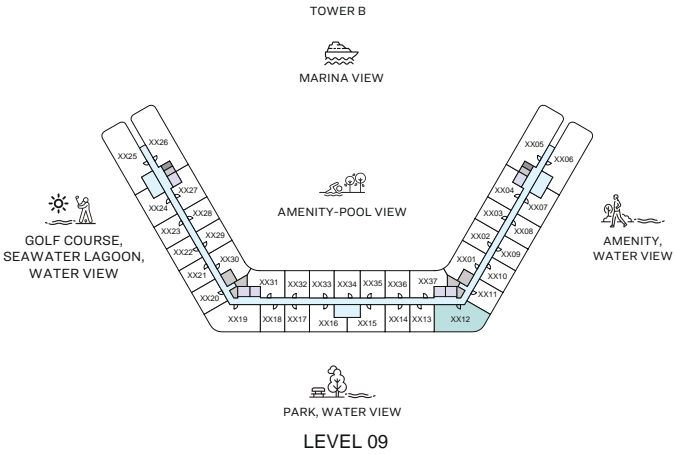 TOWER B
MARINA VIEW
XX26
XX25
XX05
XX06
XX27
XX04
XX24
XX28
XX03
XX07
XX23
XX29
XX02
XX08
XX22
XX30
XX01
XX09
XX21
XX10
XX20
XX11
AMENITY-POOL VIEW
GOLF COURSE,
SEAWATER LAGOON,
WATER VIEW
AMENITY,
WATER VIEW
XX31
XX32
XX33
XX34
XX35
XX36
XX37
XX19
XX18
XX17
XX16
XX15
XX14
XX13
XX12
PARK, WATER VIEW
LEVEL 09